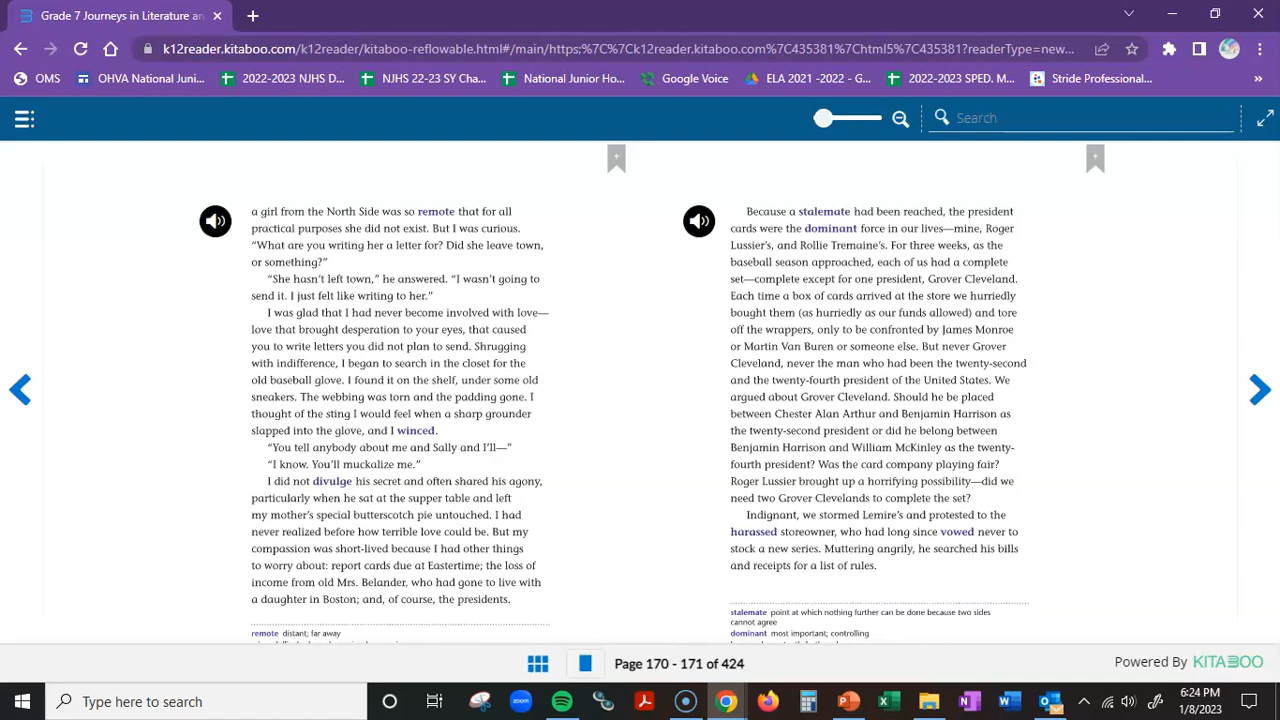 Grade 7 Journeys in Literature an
k12reader.kitaboo.com/k12reader/kitaboo-reflowable.html#/main/https;%7C%7Ck12reader.kitaboo.com%7C435381%7Chtml5%7C435381?readerType=new...
OMS
OHVA National Juni...
2022-2023 NJHS D...
NJHS 22-23 SY Cha...
National Junior Ho...
Google Voice
ELA 2021 -2022 - G...
2022-2023 SPED. M...
Stride Professional...
»
Search
a girl from the North Side was so remote that for all
practical purposes she did not exist. But I was curious.
“What are you writing her a letter for? Did she leave town,
or something?”
“She hasn’t left town,” he answered. “I wasn’t going to
send it. I just felt like writing to her.”
I was glad that I had never become involved with love—
love that brought desperation to your eyes, that caused
you to write letters you did not plan to send. Shrugging
with indifference, I began to search in the closet for the
old baseball glove. I found it on the shelf, under some old
sneakers. The webbing was torn and the padding gone. I
thought of the sting I would feel when a sharp grounder
slapped into the glove, and I winced.
“You tell anybody about me and Sally and I’ll—”
“I know. You’ll muckalize me.”
I did not divulge his secret and often shared his agony,
particularly when he sat at the supper table and left
my mother’s special butterscotch pie untouched. I had
never realized before how terrible love could be. But my
compassion was short-lived because I had other things
to worry about: report cards due at Eastertime; the loss of
income from old Mrs. Belander, who had gone to live with
a daughter in Boston; and, of course, the presidents.
remote distant; far away
Because a stalemate had been reached, the president
cards were the dominant force in our lives—mine, Roger
Lussier’s, and Rollie Tremaine’s. For three weeks, as the
baseball season approached, each of us had a complete
set—complete except for one president, Grover Cleveland.
Each time a box of cards arrived at the store we hurriedly
bought them (as hurriedly as our funds allowed) and tore
off the wrappers, only to be confronted by James Monroe
or Martin Van Buren or someone else. But never Grover
Cleveland, never the man who had been the twenty-second
and the twenty-fourth president of the United States. We
argued about Grover Cleveland. Should he be placed
between Chester Alan Arthur and Benjamin Harrison as
the twenty-second president or did he belong between
Benjamin Harrison and William McKinley as the twenty-
fourth president? Was the card company playing fair?
Roger Lussier brought up a horrifying possibility—did we
need two Grover Clevelands to complete the set?
Indignant, we stormed Lemire’s and protested to the
harassed storeowner, who had long since vowed never to
stock a new series. Muttering angrily, he searched his bills
and receipts for a list of rules.
stalemate point at which nothing further can be done because two sides
cannot agree
dominant most important; controlling
Page 170 - 171 of 424
Powered By KITABOO
Type here to search
zoom
6:24 PM
1/8/2023